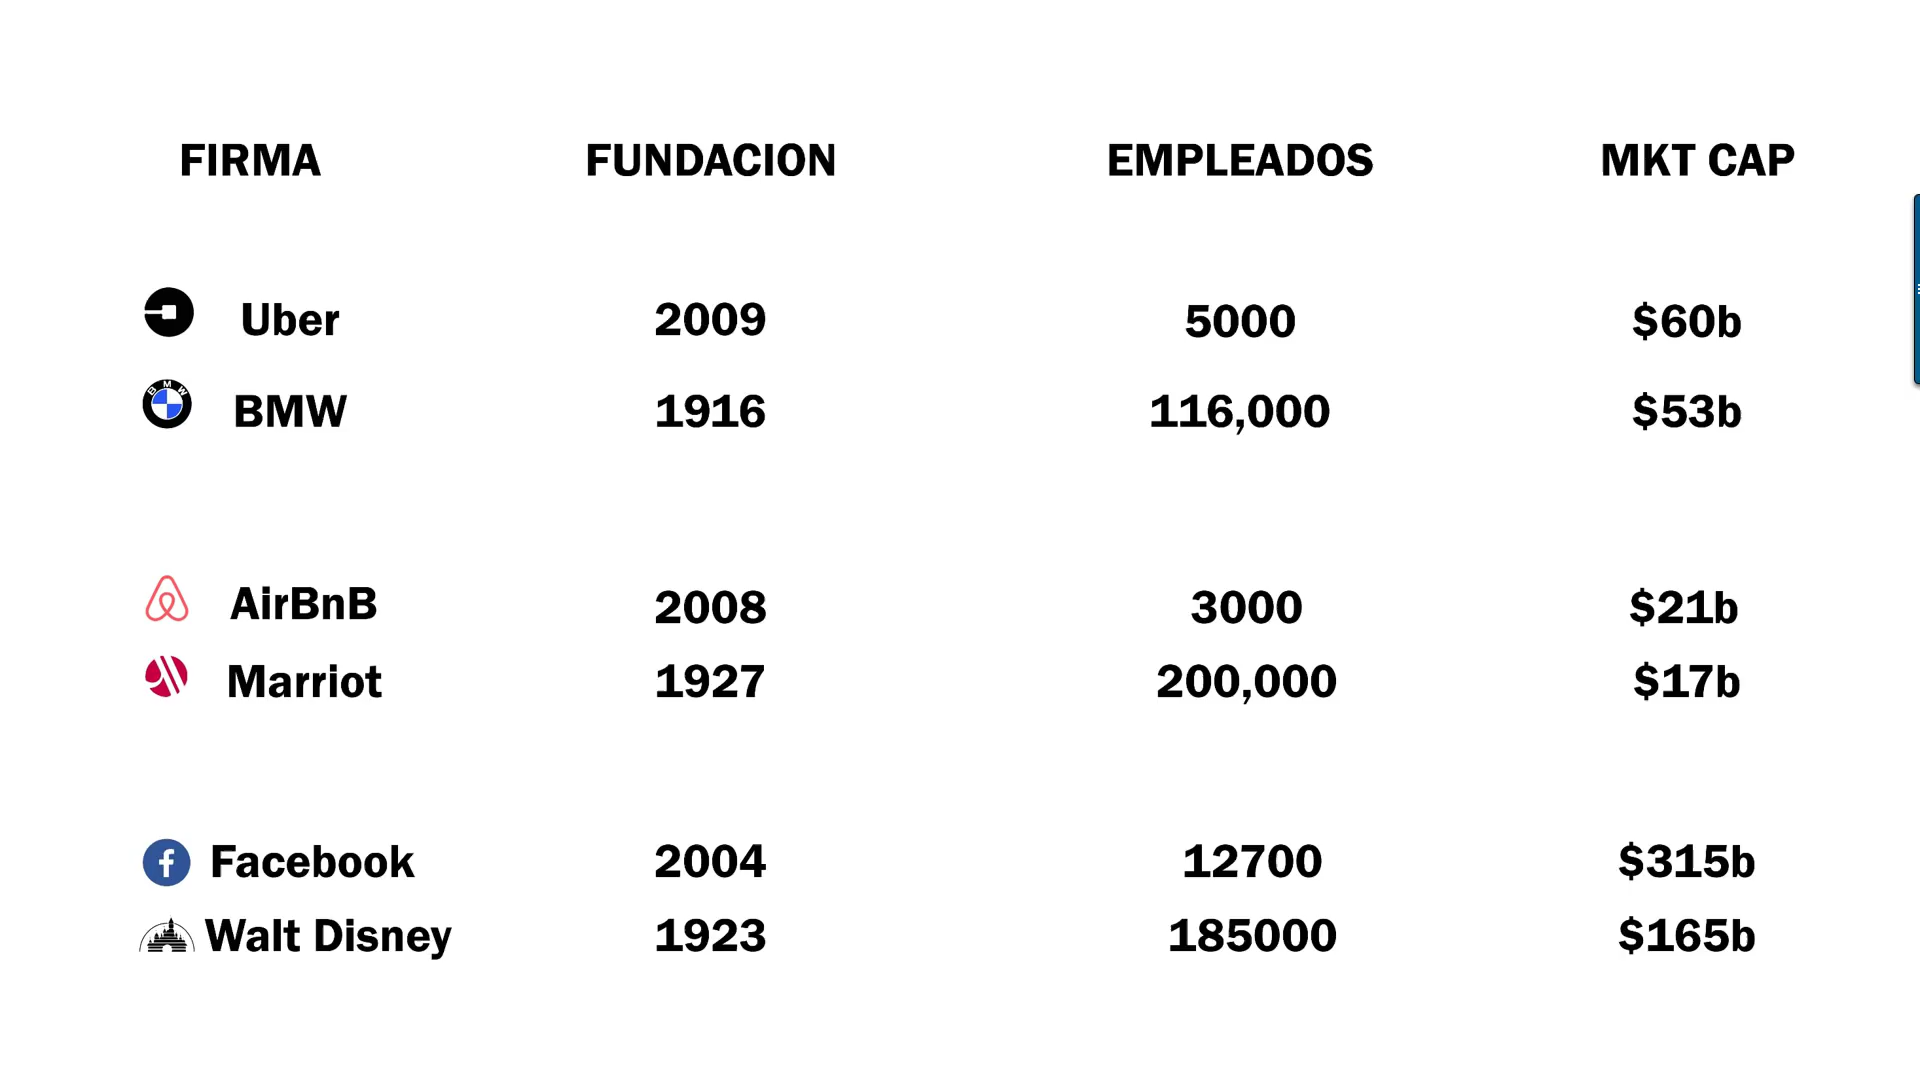 FIRMA FUNDACION EMPLEADOS MKT CAP
Uber 2009 5000 $60b
BMW BMW 1916 116,000 $53b
AirBnB 2008 3000 $21b
Marriot 1927 200,000 $17b
f Facebook 2004 12700 $315b
Walt Disney 1923 185000 $165b